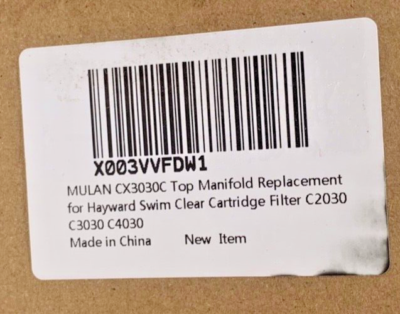 X003VVFDW1
MULAN CX3030C Top Manifold Replacement
for Hayward Swim Clear Cartridge Filter C2030
C3030 C4030
Made in China New Item